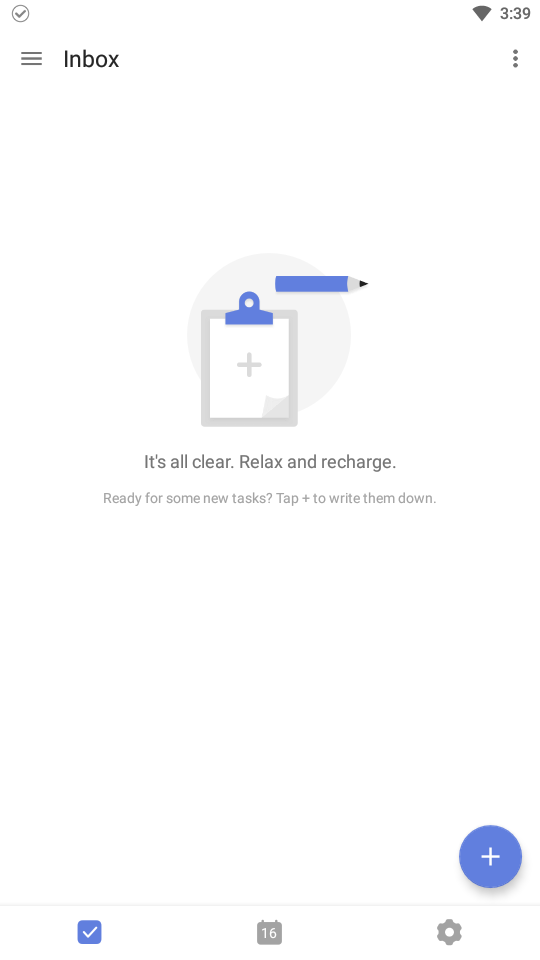 3:39
Inbox
It's all clear. Relax and recharge.
Ready for some new tasks? Tap + to write them down.
16